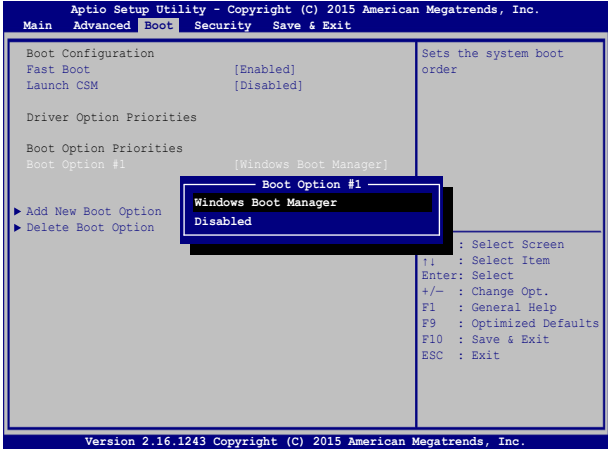 Aptio Setup Utility - Copyright (C) 2015 American Megatrends, Inc.
Main Advanced Boot Security Save & Exit
Boot Configuration
Fast Boot [Enabled]
Launch CSM [Disabled]
Driver Option Priorities
Boot Option Priorities
Boot Option #1 [Windows Boot Manager]
Boot Option #1
Windows Boot Manager
Disabled
Add New Boot Option
Delete Boot Option
Sets the system boot
order
: Select Screen
↑↓ : Select Item
Enter: Select
+/— : Change Opt.
F1 : General Help
F9 : Optimized Defaults
F10 : Save & Exit
ESC : Exit
Version 2.16.1243 Copyright (C) 2015 American Megatrends, Inc.